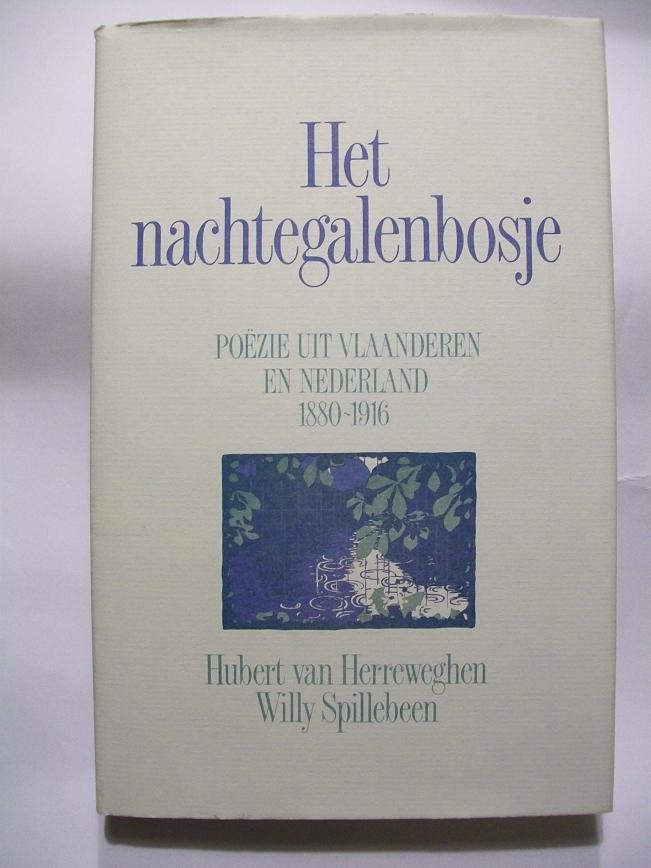 Het
nachtegalenbosje
POËZIE UIT VLAANDEREN
EN NEDERLAND
1880~1916
Hubert van Herreweghen
Willy Spillebeen